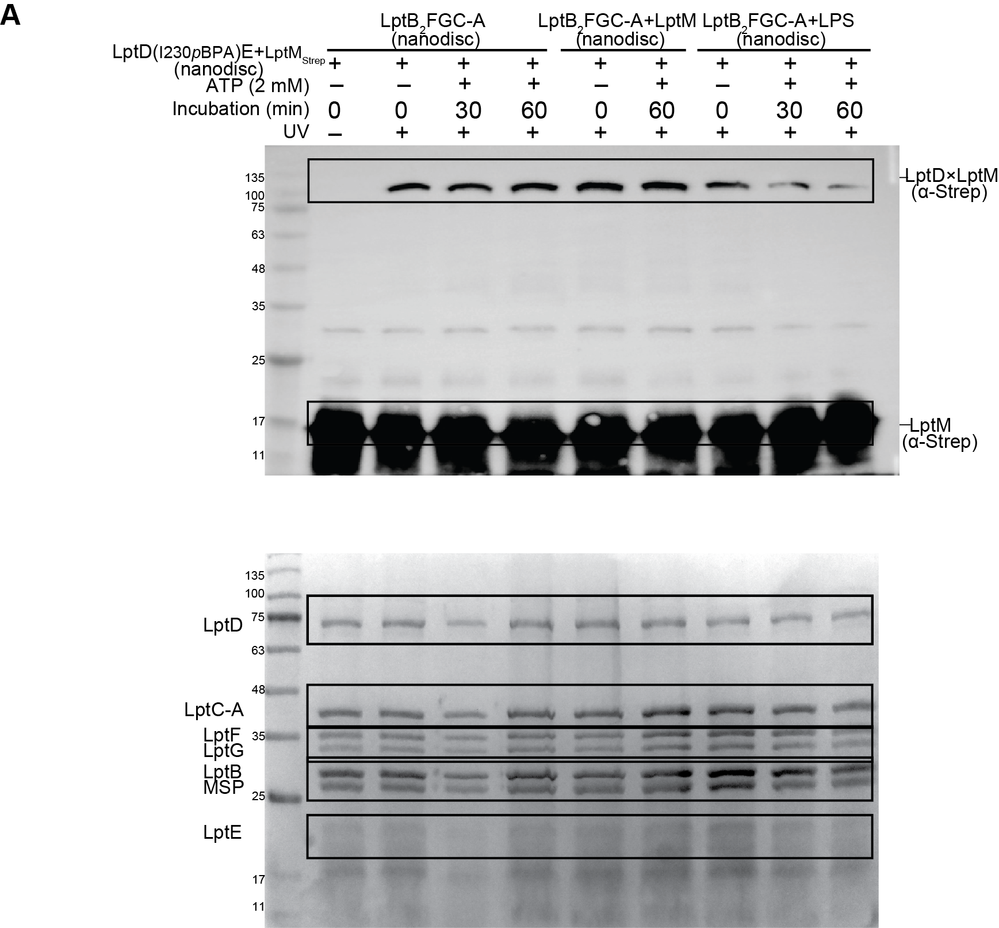 A
LptB2FGC-A LptB2FGC-A+LptM LptB2FGC-A+LPS
(nanodisc) (nanodisc) (nanodisc)
LptD(I230pBPA)E+LptMStrep + + + + + + + + +
(nanodisc)
ATP (2 mM) – – + + – + – + +
Incubation (min) 0 0 30 60 0 60 0 30 60
UV – + + + + + + + +
135
LptD×LptM
(α-Strep)
100
75
63
48
35
25
17
LptM
(α-Strep)
11
135
100
75
LptD
63
48
LptC-A
LptF 35
LptG
LptB
MSP
25
LptE
17
11